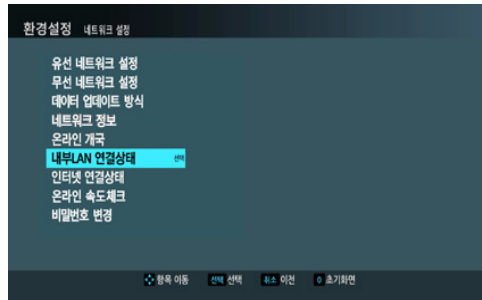 환경설정 네트워크 설정
유선 네트워크 설정
무선 네트워크 설정
데이터 업데이트 방식
네트워크 정보
온라인 개국
내부LAN 연결상태 선택
인터넷 연결상태
온라인 속도체크
비밀번호 변경
항목 이동 선택 선택 취소 이전 0 초기화면